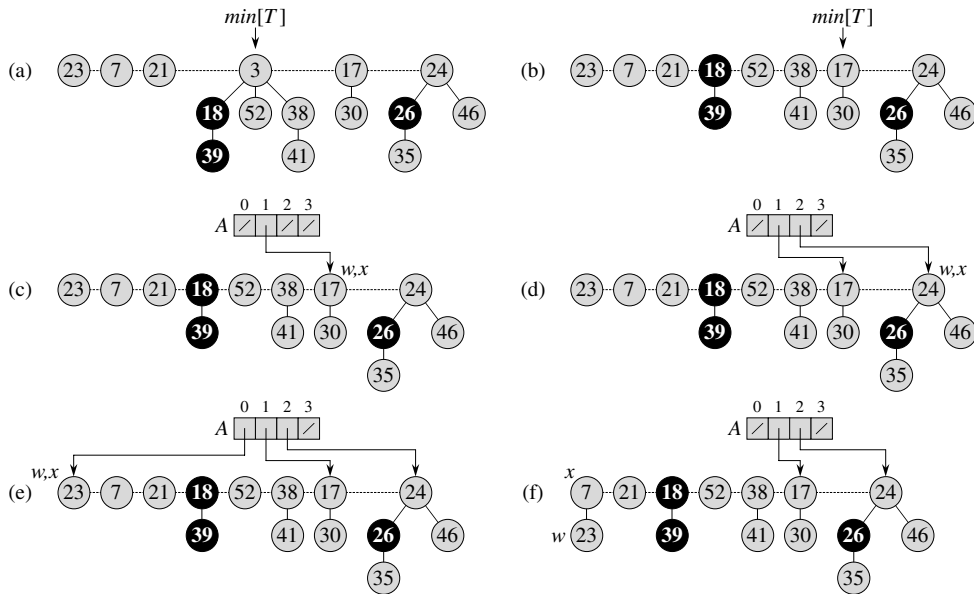 min[T] min[T]
(a) 23 7 21 3 17 24 (b) 23 7 21 18 52 38 17 24
18 52 38 30 26 46 39 41 30 26 46
39 41 35 35
0 1 2 3 0 1 2 3
A A
w,x w,x
(c) 23 7 21 18 52 38 17 24 (d) 23 7 21 18 52 38 17 24
39 41 30 26 46 39 41 30 26 46
35 35
0 1 2 3 0 1 2 3
A A
w,x x
(e) 23 7 21 18 52 38 17 24 (f) 7 21 18 52 38 17 24
39 41 30 26 46 w 23 39 41 30 26 46
35 35